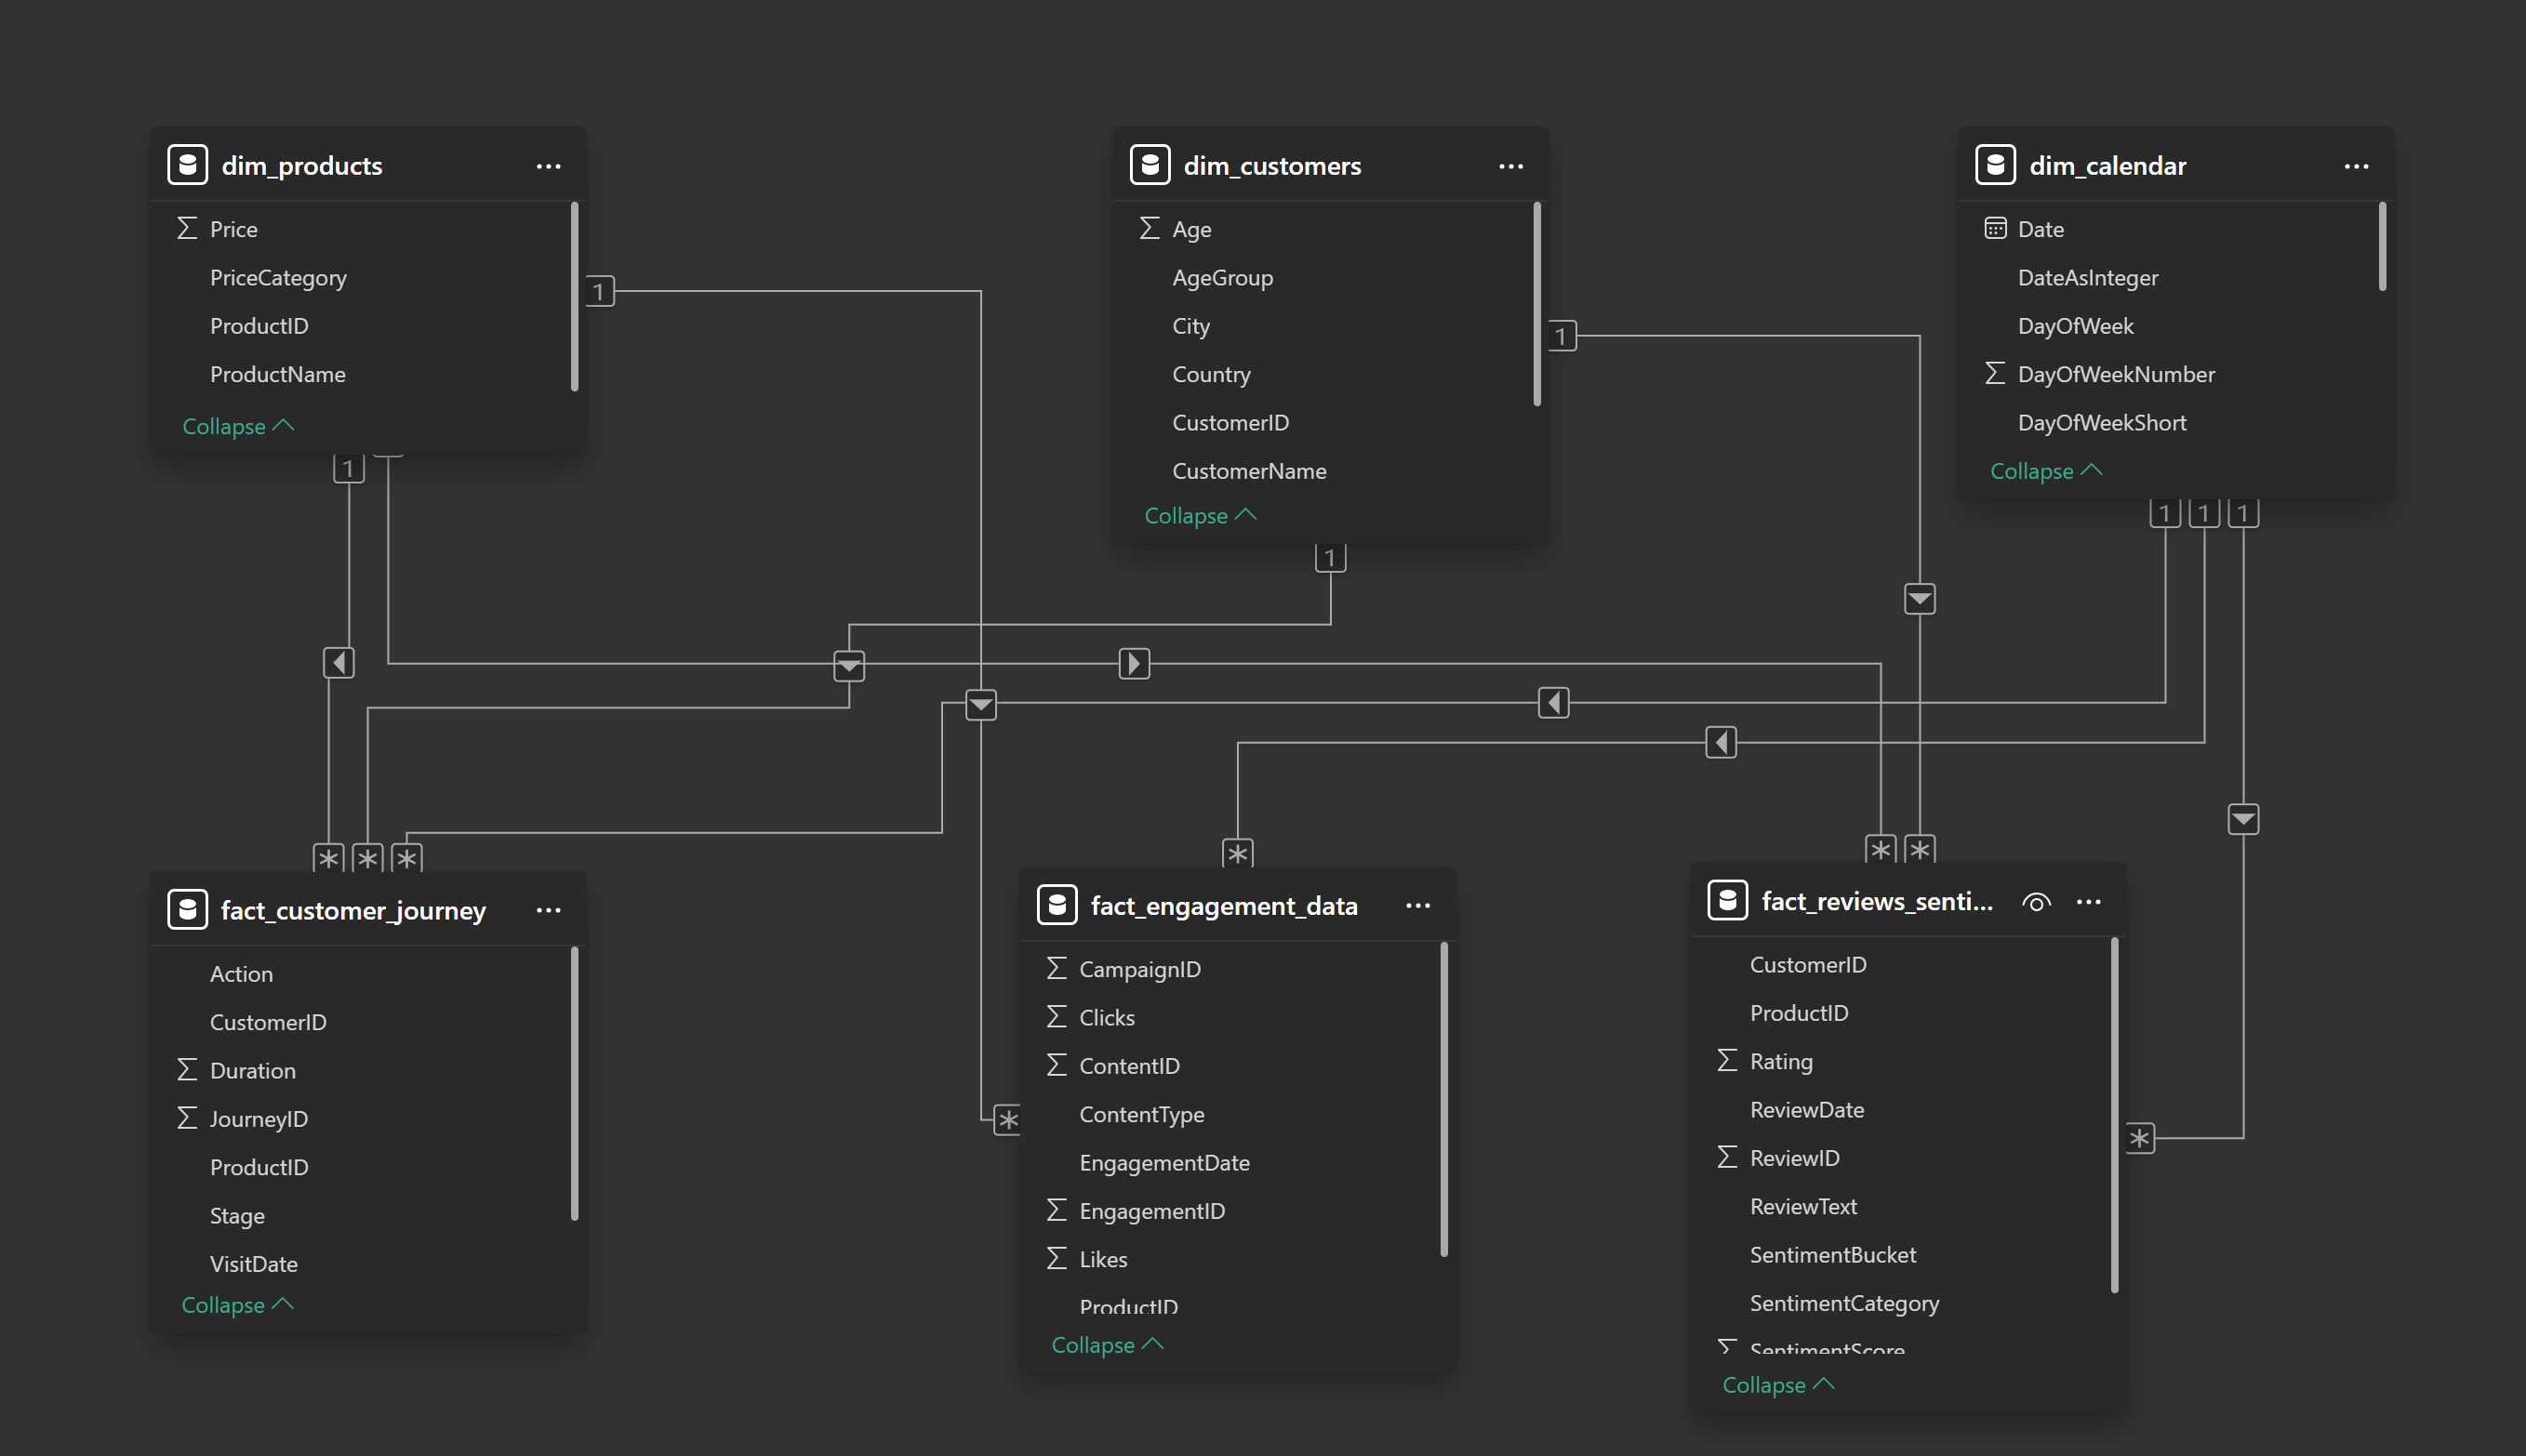 dim_products
Price
PriceCategory
ProductID
ProductName
Collapse
dim_customers
Age
AgeGroup
City
Country
CustomerID
CustomerName
Collapse
dim_calendar
Date
DateAsInteger
DayOfWeek
DayOfWeekNumber
DayOfWeekShort
Collapse
1
1
1
1
1 1 1
* * *
*
* *
*
*
fact_customer_journey
Action
CustomerID
Duration
JourneyID
ProductID
Stage
VisitDate
Collapse
fact_engagement_data
CampaignID
Clicks
ContentID
ContentType
EngagementDate
EngagementID
Likes
ProductID
Collapse
fact_reviews_senti...
CustomerID
ProductID
Rating
ReviewDate
ReviewID
ReviewText
SentimentBucket
SentimentCategory
SentimentScore
Collapse